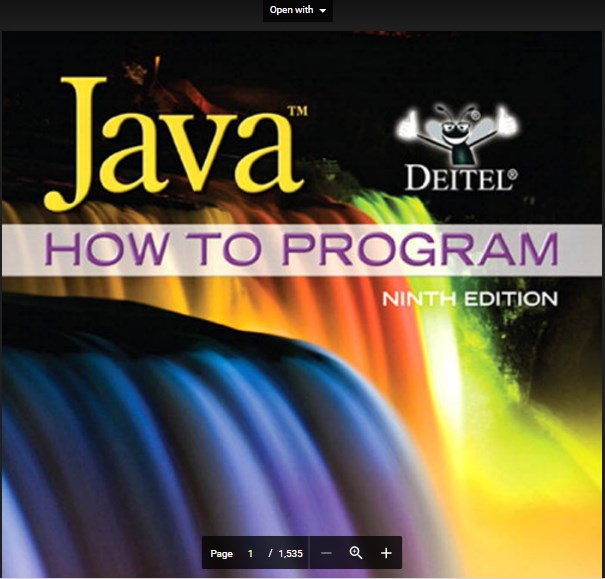 Open with
Java™
DEITEL®
HOW TO PROGRAM
NINTH EDITION
Page 1 / 1,535